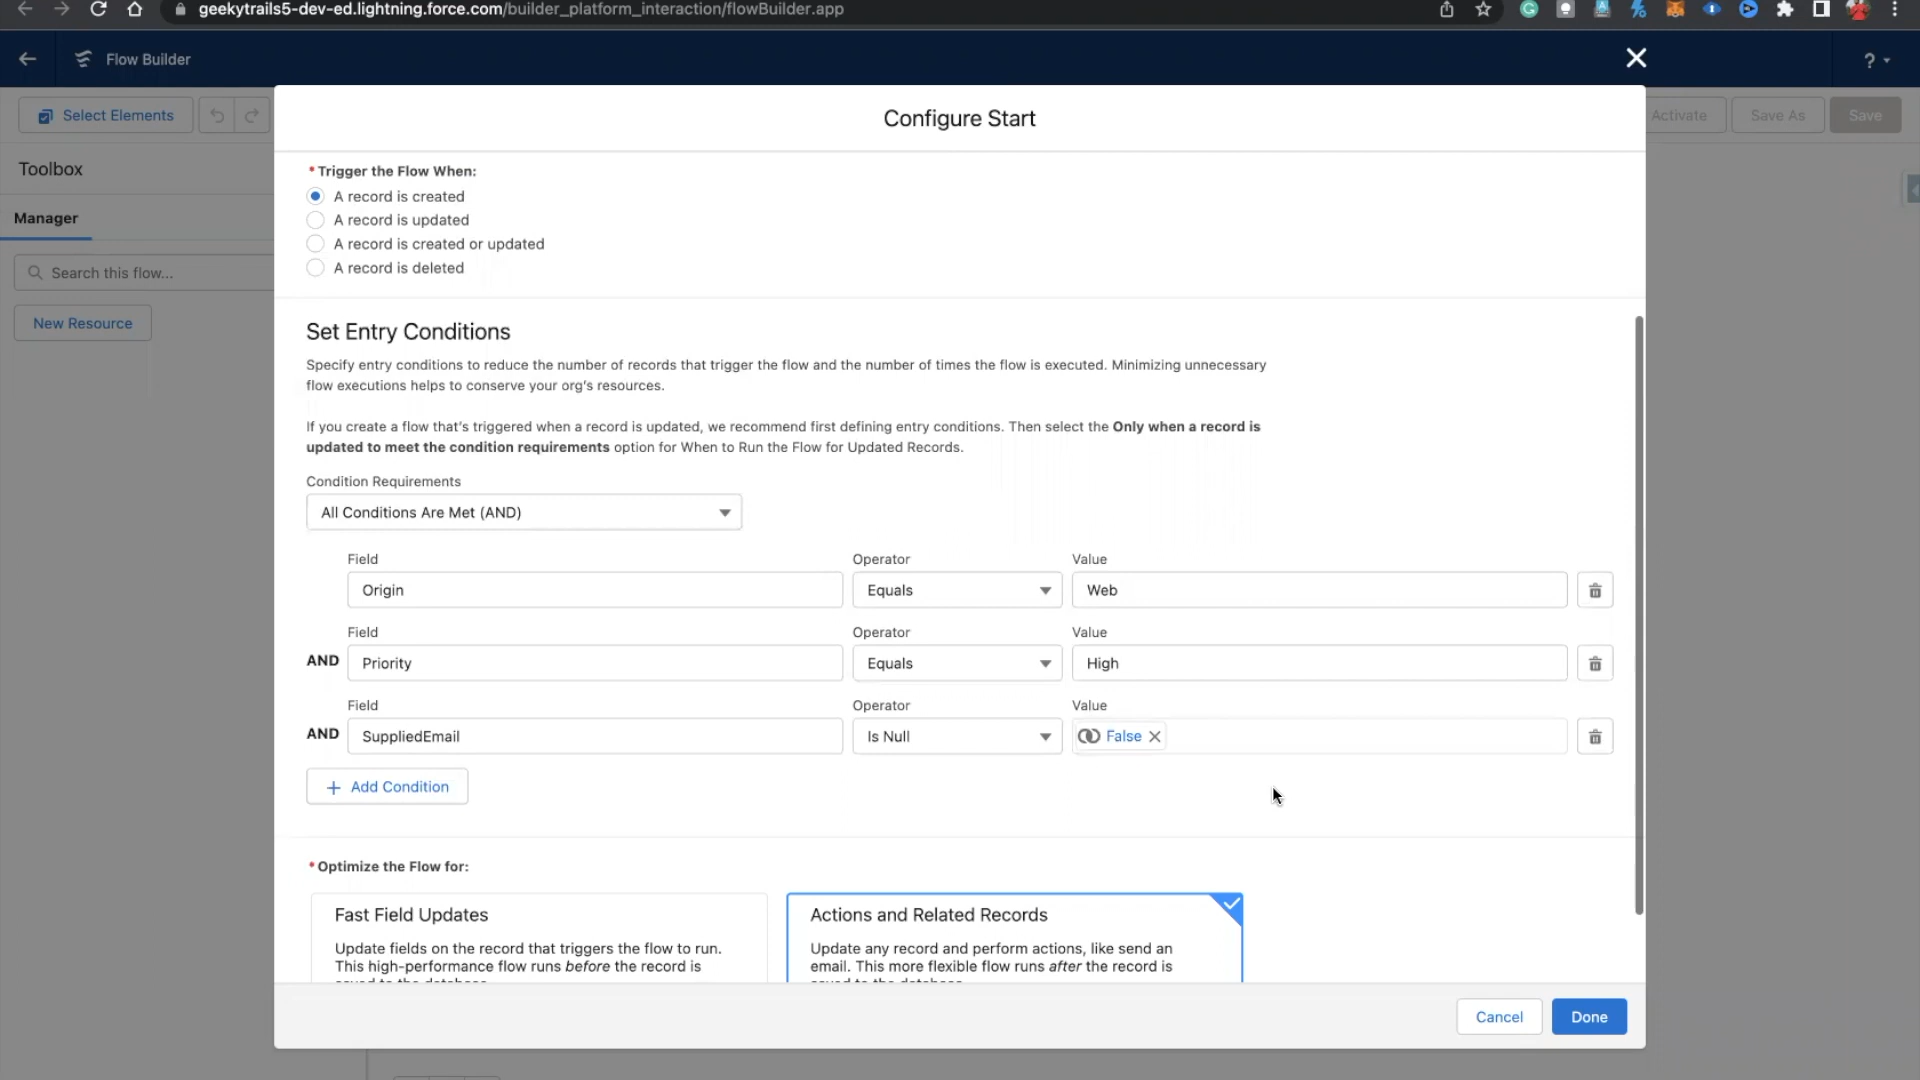 geekytrails5-dev-ed.lightning.force.com/builder_platform_interaction/flowBuilder.app
Flow Builder
?
Select Elements
Activate
Save As
Save
Configure Start
Toolbox
Manager
Search this flow...
New Resource
* Trigger the Flow When:
A record is created
A record is updated
A record is created or updated
A record is deleted
Set Entry Conditions
Specify entry conditions to reduce the number of records that trigger the flow and the number of times the flow is executed. Minimizing unnecessary
flow executions helps to conserve your org's resources.
If you create a flow that's triggered when a record is updated, we recommend first defining entry conditions. Then select the Only when a record is
updated to meet the condition requirements option for When to Run the Flow for Updated Records.
Condition Requirements
All Conditions Are Met (AND)
Field Operator Value
Origin Equals Web
Field Operator Value
AND Priority Equals High
Field Operator Value
AND SuppliedEmail Is Null False
+ Add Condition
* Optimize the Flow for:
Fast Field Updates
Update fields on the record that triggers the flow to run.
This high-performance flow runs before the record is
saved to the database.
Actions and Related Records
Update any record and perform actions, like send an
email. This more flexible flow runs after the record is
saved to the database.
Cancel
Done